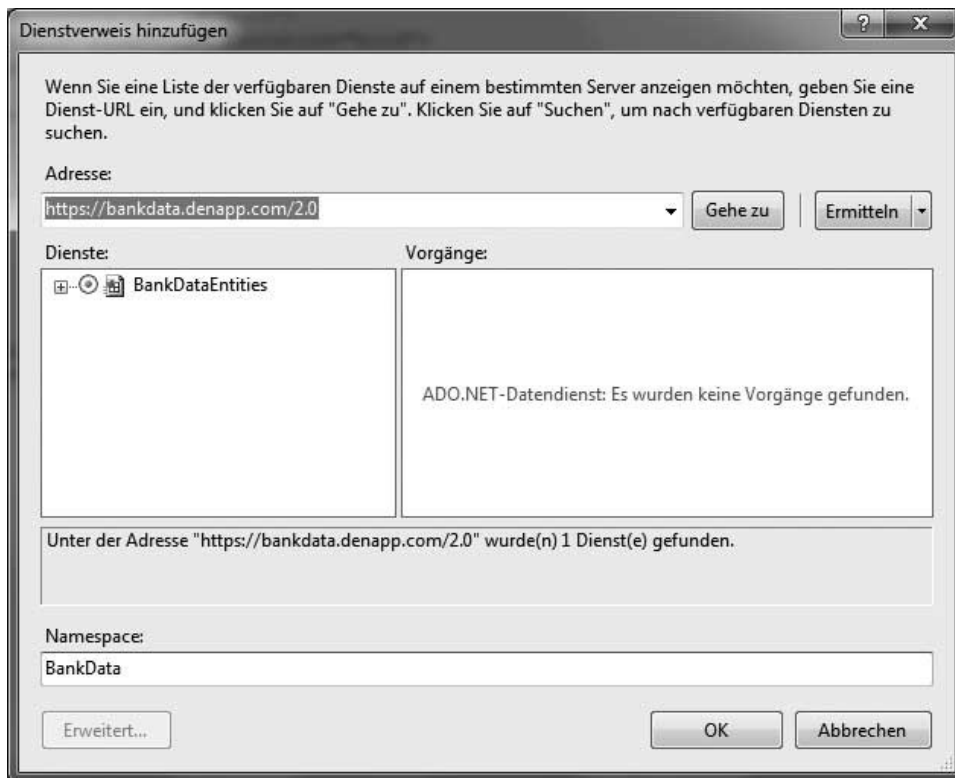 Dienstverweis hinzufügen
?
X
Wenn Sie eine Liste der verfügbaren Dienste auf einem bestimmten Server anzeigen möchten, geben Sie eine
Dienst-URL ein, und klicken Sie auf "Gehe zu". Klicken Sie auf "Suchen", um nach verfügbaren Diensten zu
suchen.
Adresse:
https://bankdata.denapp.com/2.0
Gehe zu
Ermitteln
Dienste:
Vorgänge:
BankDataEntities
ADO.NET-Datendienst: Es wurden keine Vorgänge gefunden.
Unter der Adresse "https://bankdata.denapp.com/2.0" wurde(n) 1 Dienst(e) gefunden.
Namespace:
BankData
Erweitert...
OK
Abbrechen